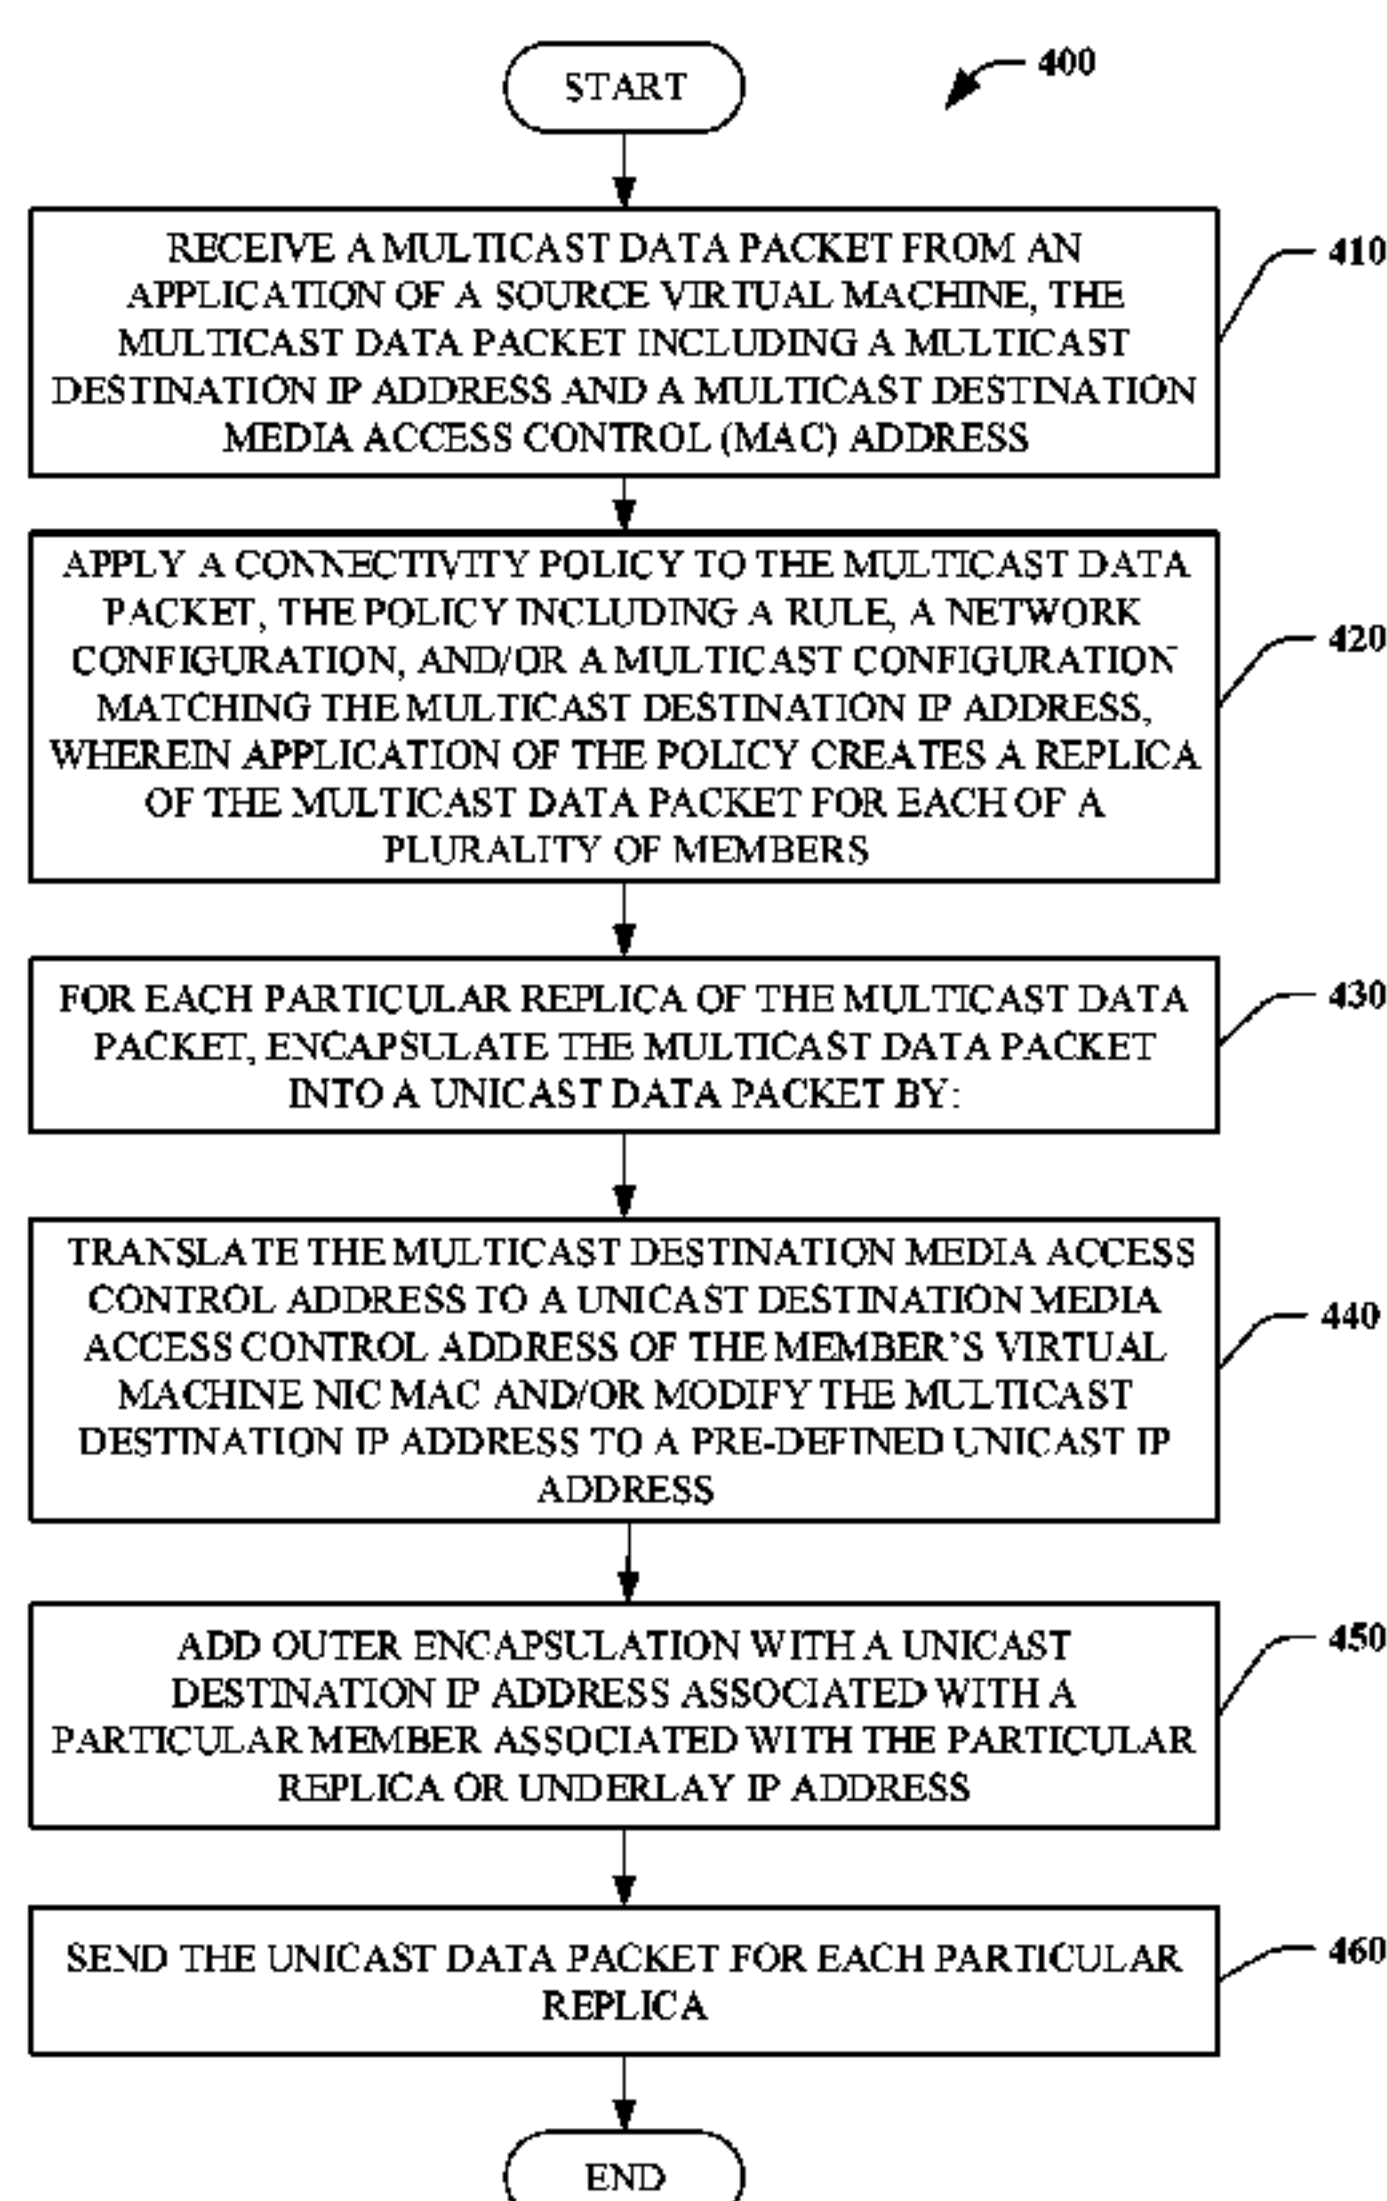 START
400
RECEIVE A MULTICAST DATA PACKET FROM AN
APPLICATION OF A SOURCE VIRTUAL MACHINE, THE
MULTICAST DATA PACKET INCLUDING A MULTICAST
DESTINATION IP ADDRESS AND A MULTICAST DESTINATION
MEDIA ACCESS CONTROL (MAC) ADDRESS
410
APPLY A CONNECTIVITY POLICY TO THE MULTICAST DATA
PACKET, THE POLICY INCLUDING A RULE, A NETWORK
CONFIGURATION, AND/OR A MULTICAST CONFIGURATION
MATCHING THE MULTICAST DESTINATION IP ADDRESS,
WHEREIN APPLICATION OF THE POLICY CREATES A REPLICA
OF THE MULTICAST DATA PACKET FOR EACH OF A
PLURALITY OF MEMBERS
420
FOR EACH PARTICULAR REPLICA OF THE MULTICAST DATA
PACKET, ENCAPSULATE THE MULTICAST DATA PACKET
INTO A UNICAST DATA PACKET BY:
430
TRANSLATE THE MULTICAST DESTINATION MEDIA ACCESS
CONTROL ADDRESS TO A UNICAST DESTINATION MEDIA
ACCESS CONTROL ADDRESS OF THE MEMBER'S VIRTUAL
MACHINE NIC MAC AND/OR MODIFY THE MULTICAST
DESTINATION IP ADDRESS TO A PRE-DEFINED UNICAST IP
ADDRESS
440
ADD OUTER ENCAPSULATION WITH A UNICAST
DESTINATION IP ADDRESS ASSOCIATED WITH A
PARTICULAR MEMBER ASSOCIATED WITH THE PARTICULAR
REPLICA OR UNDERLAY IP ADDRESS
450
SEND THE UNICAST DATA PACKET FOR EACH PARTICULAR
REPLICA
460
END